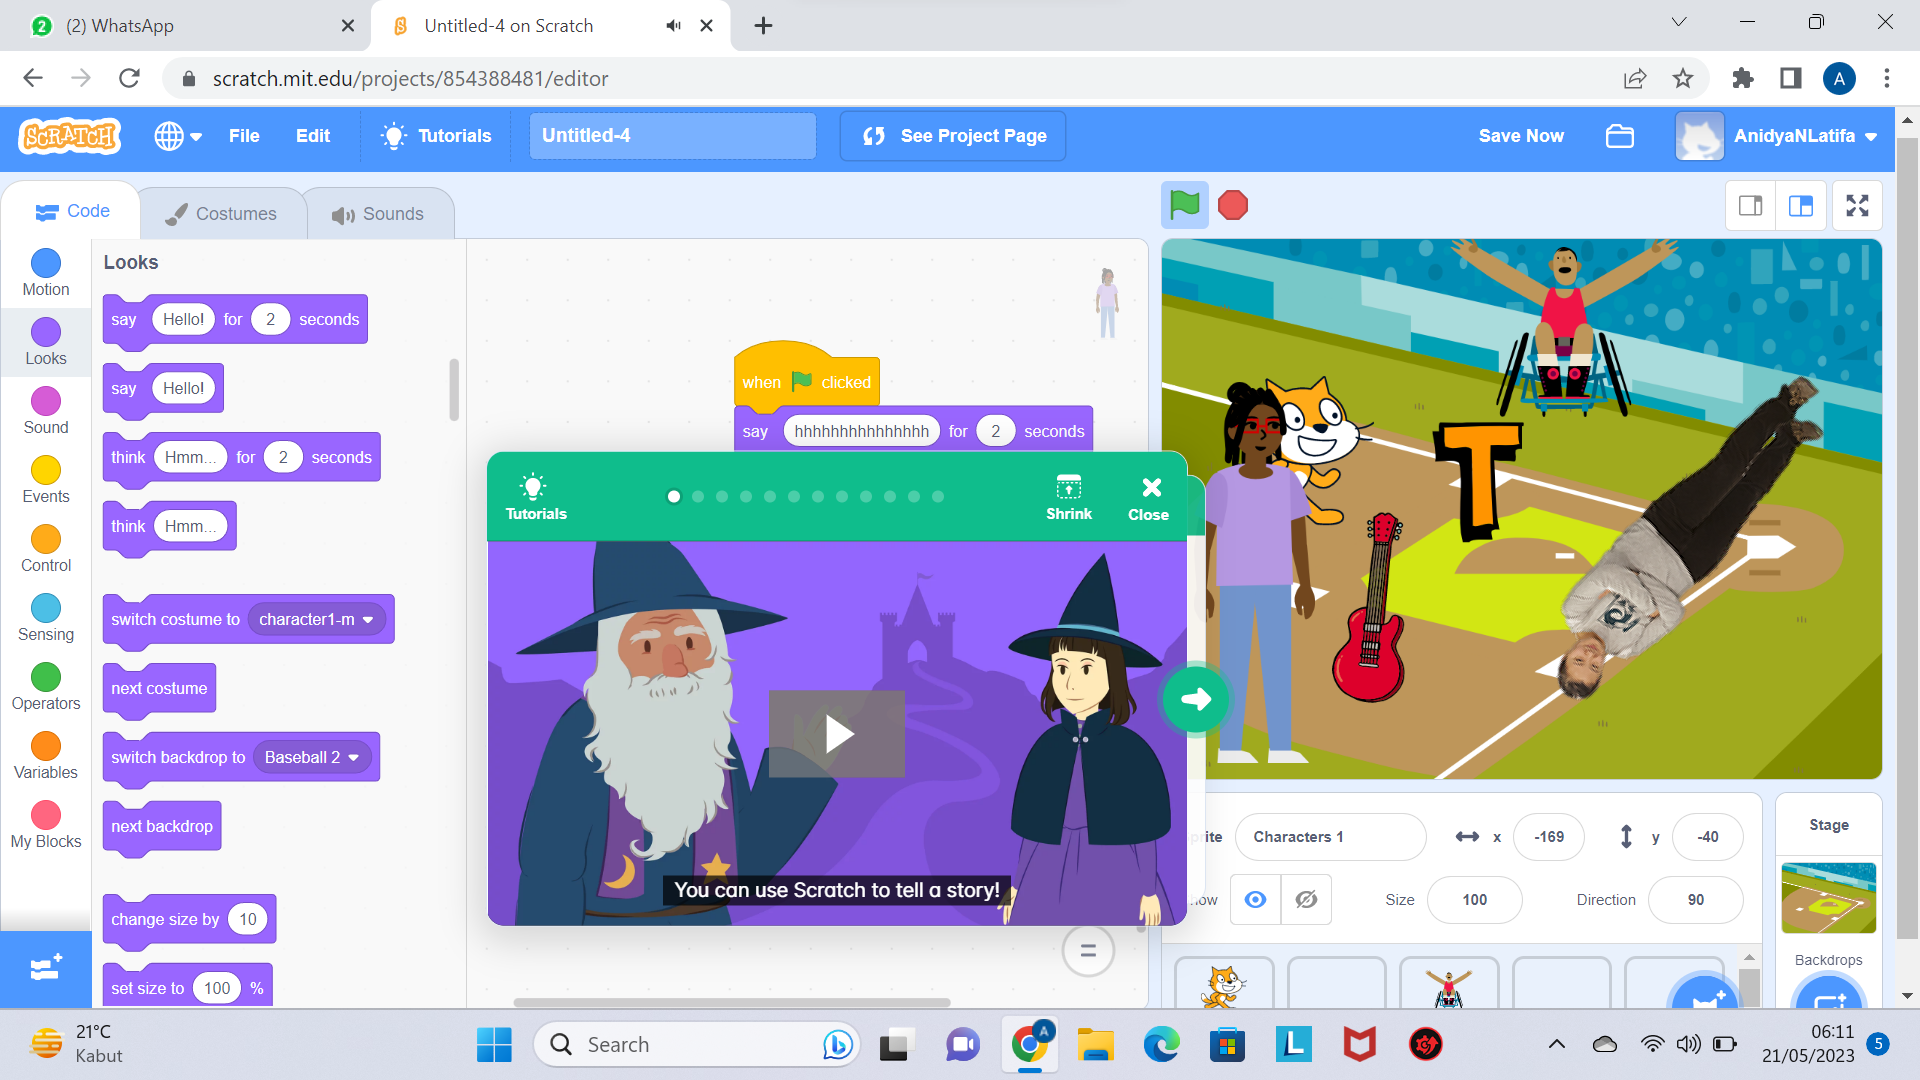 (2) WhatsApp
Untitled-4 on Scratch
scratch.mit.edu/projects/854388481/editor
A
SCRATCH
File
Edit
Tutorials
Untitled-4
See Project Page
Save Now
AnidyaNLatifa
Code
Costumes
Sounds
Motion
Looks
Sound
Events
Control
Sensing
Operators
Variables
My Blocks
Looks
say Hello! for 2 seconds
say Hello!
think Hmm... for 2 seconds
think Hmm...
switch costume to character1-m
next costume
switch backdrop to Baseball 2
next backdrop
change size by 10
set size to 100 %
when clicked
say hhhhhhhhhhhhhhh for 2 seconds
Tutorials
Shrink
Close
You can use Scratch to tell a story!
T
Characters 1
x -169
y -40
Size 100
Direction 90
Stage
Backdrops
21°C
Kabut
Search
A
L
06:11
21/05/2023
5